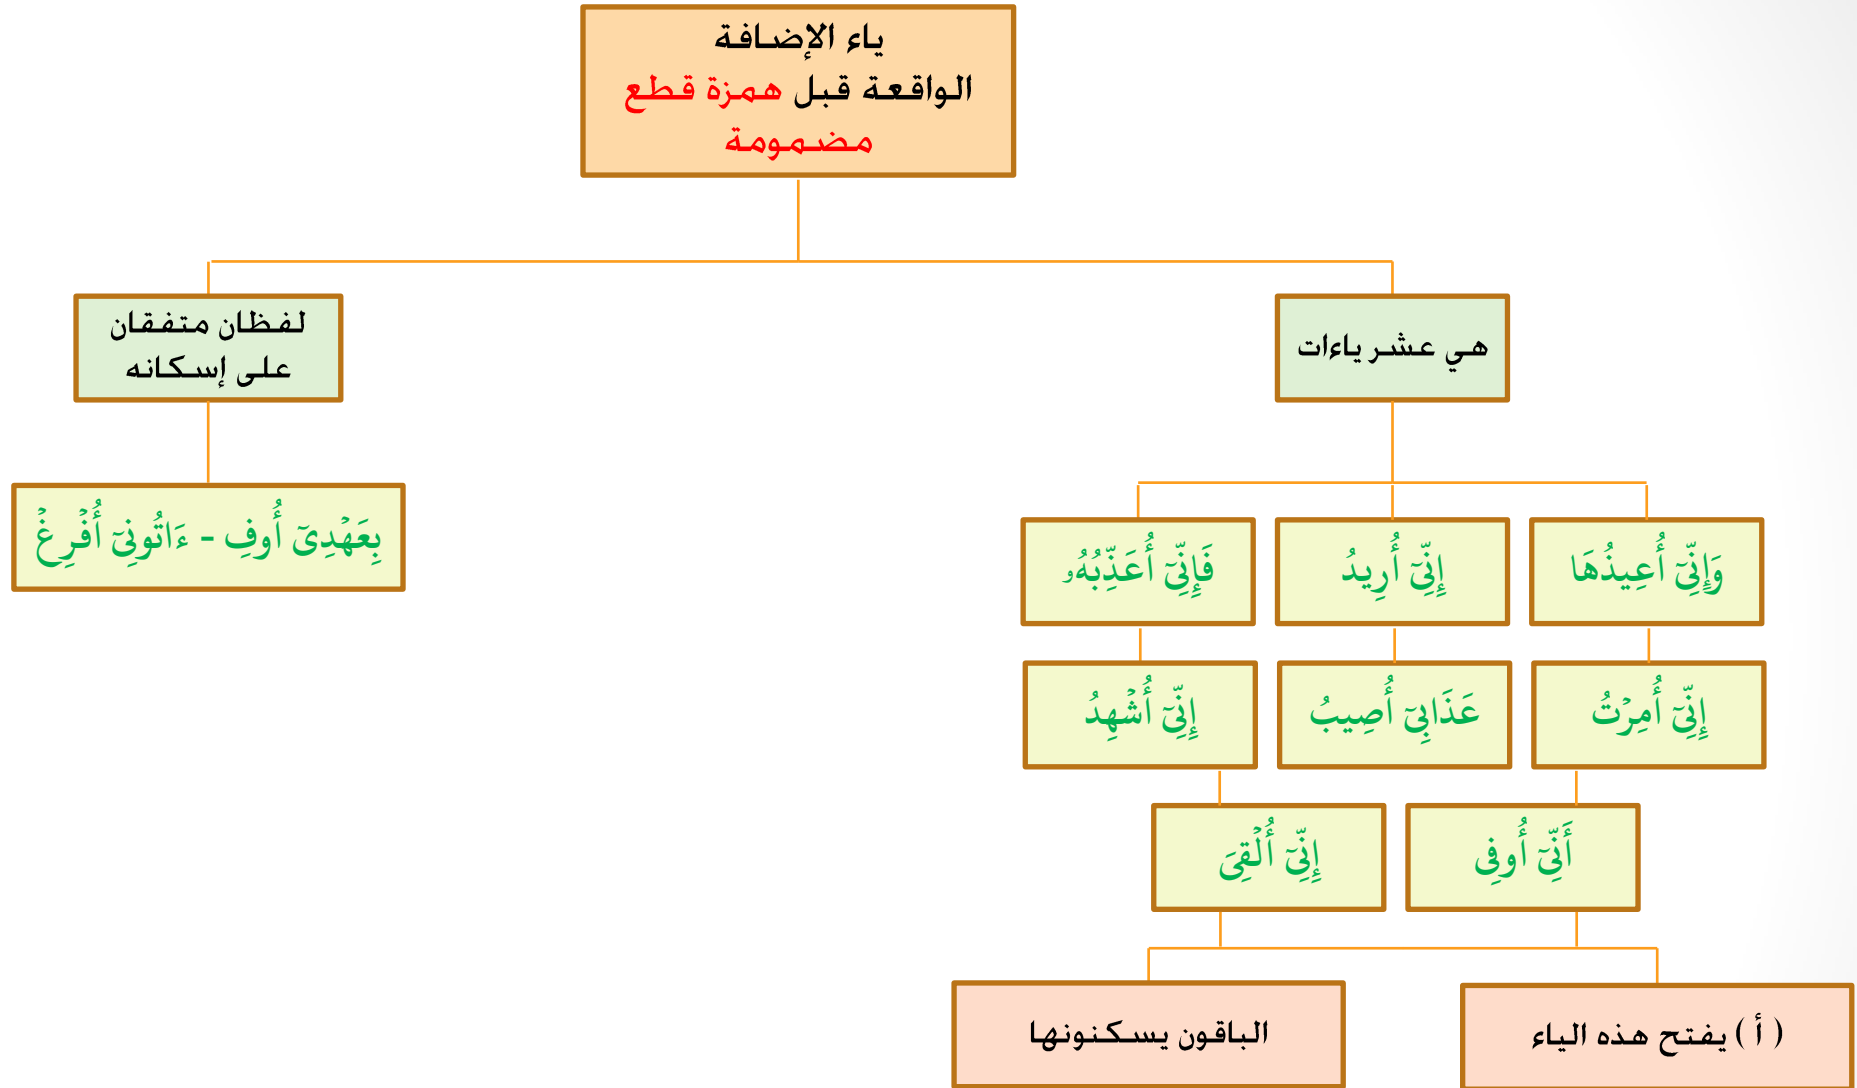 ياء الإضافة
الواقعة قبل همزة قطع
مضمومة
هي عشر ياءات
لفظان متفقان
على إسكانه
بِعَهْدِىٓ أُوفِ - ءَاتُونِىٓ أُفْرِغْ
وَإِنِّىٓ أُعِيذُهَا
إِنِّىٓ أُرِيدُ
فَإِنِّىٓ أُعَذِّبُهُۥ
إِنِّىٓ أُمِرْتُ
عَذَابِىٓ أُصِيبُ
إِنِّىٓ أُشْهِدُ
أَنِّىٓ أُوفِى
إِنِّىٓ أُلْقِىَ
( أ ) يفتح هذه الياء
الباقون يسكنونها